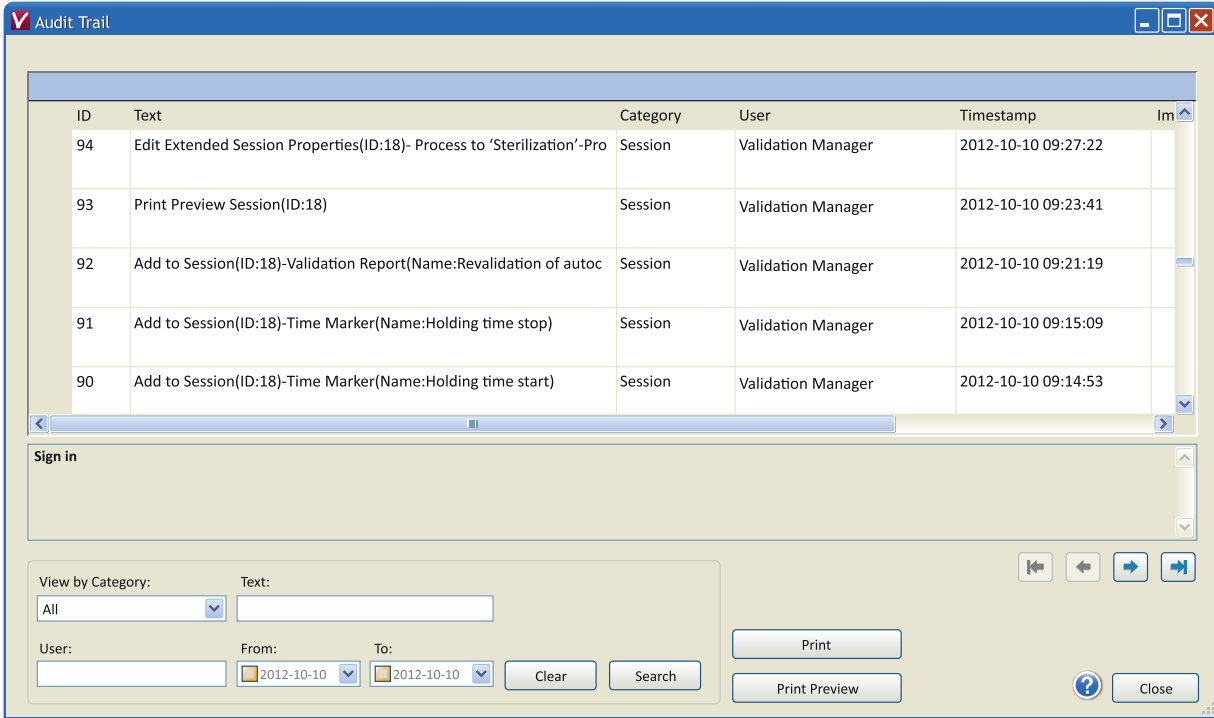 Audit Trail
ID Text Category User Timestamp Im
94 Edit Extended Session Properties(ID:18)- Process to ‘Sterilization’-Pro Session Validation Manager 2012-10-10 09:27:22
93 Print Preview Session(ID:18) Session Validation Manager 2012-10-10 09:23:41
92 Add to Session(ID:18)-Validation Report(Name:Revalidation of autoc Session Validation Manager 2012-10-10 09:21:19
91 Add to Session(ID:18)-Time Marker(Name:Holding time stop) Session Validation Manager 2012-10-10 09:15:09
90 Add to Session(ID:18)-Time Marker(Name:Holding time start) Session Validation Manager 2012-10-10 09:14:53
Sign in
View by Category: Text:
All
User: From: To:
2012-10-10 2012-10-10 Clear Search
Print
Print Preview
? Close